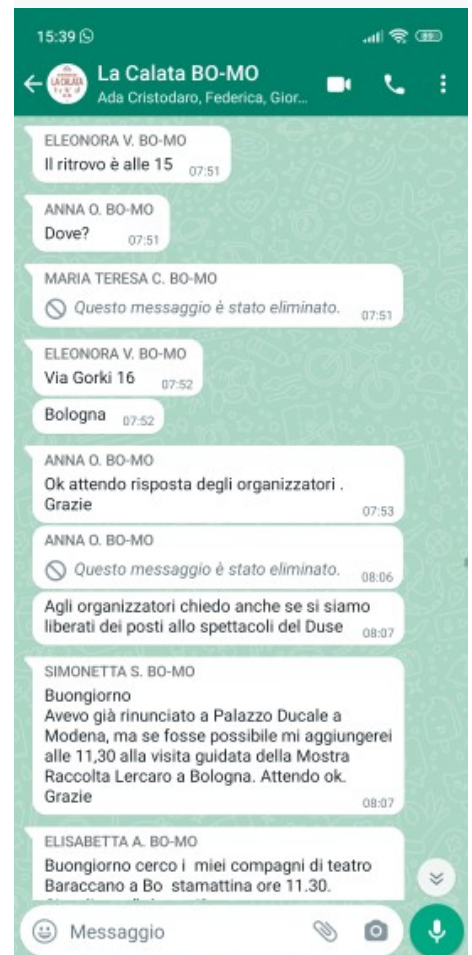 15:39
89
LA CALATA
La Calata BO-MO
Ada Cristodaro, Federica, Gior...
ELEONORA V. BO-MO
Il ritrovo è alle 15 07:51
ANNA O. BO-MO
Dove? 07:51
MARIA TERESA C. BO-MO
Questo messaggio è stato eliminato. 07:51
ELEONORA V. BO-MO
Via Gorki 16 07:52
Bologna 07:52
ANNA O. BO-MO
Ok attendo risposta degli organizzatori .
Grazie 07:53
ANNA O. BO-MO
Questo messaggio è stato eliminato. 08:06
Agli organizzatori chiedo anche se si siamo
liberati dei posti allo spettacoli del Duse 08:07
SIMONETTA S. BO-MO
Buongiorno
Avevo già rinunciato a Palazzo Ducale a
Modena, ma se fosse possibile mi aggiungerei
alle 11,30 alla visita guidata della Mostra
Raccolta Lercaro a Bologna. Attendo ok.
Grazie 08:07
ELISABETTA A. BO-MO
Buongiorno cerco i miei compagni di teatro
Baraccano a Bo stamattina ore 11.30.
Messaggio